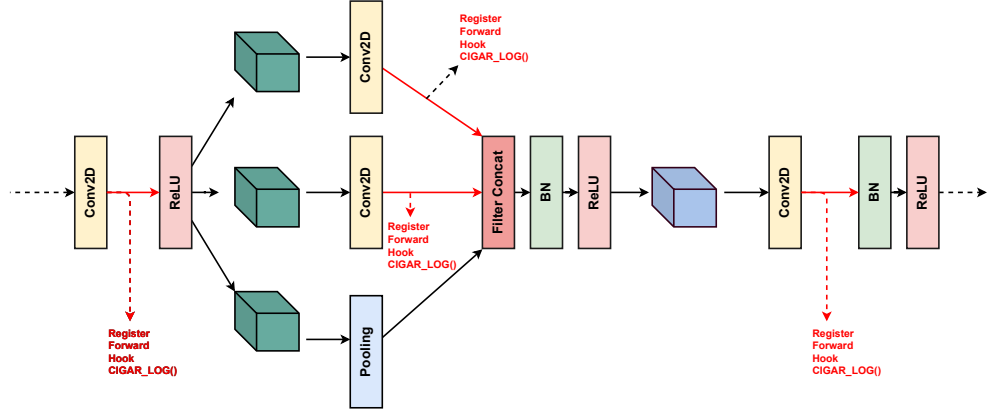 Register
Forward
Hook
CIGAR_LOG()
Conv2D
Conv2D
ReLU
Conv2D
Filter Concat
BN
ReLU
Conv2D
BN
ReLU
Register
Forward
Hook
CIGAR_LOG()
Pooling
Register
Forward
Hook
CIGAR_LOG()
Register
Forward
Hook
CIGAR_LOG()